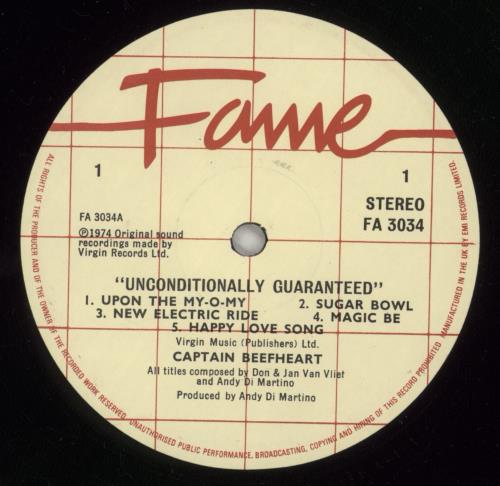 Fame
1
1
FA 3034A
STEREO
FA 3034
℗1974 Original sound
recordings made by
Virgin Records Ltd.
"UNCONDITIONALLY GUARANTEED"
1. UPON THE MY-O-MY 2. SUGAR BOWL
3. NEW ELECTRIC RIDE 4. MAGIC BE
5. HAPPY LOVE SONG
Virgin Music (Publishers) Ltd.
CAPTAIN BEEFHEART
All titles composed by Don & Jan Van Vliet
and Andy Di Martino
Produced by Andy Di Martino
ALL RIGHTS OF THE PRODUCER AND OF THE OWNER OF THE RECORDED WORK RESERVED. UNAUTHORISED PUBLIC PERFORMANCE, BROADCASTING, COPYING AND HIRING OF THIS RECORD PROHIBITED. MANUFACTURED IN THE UK BY EMI RECORDS LIMITED.